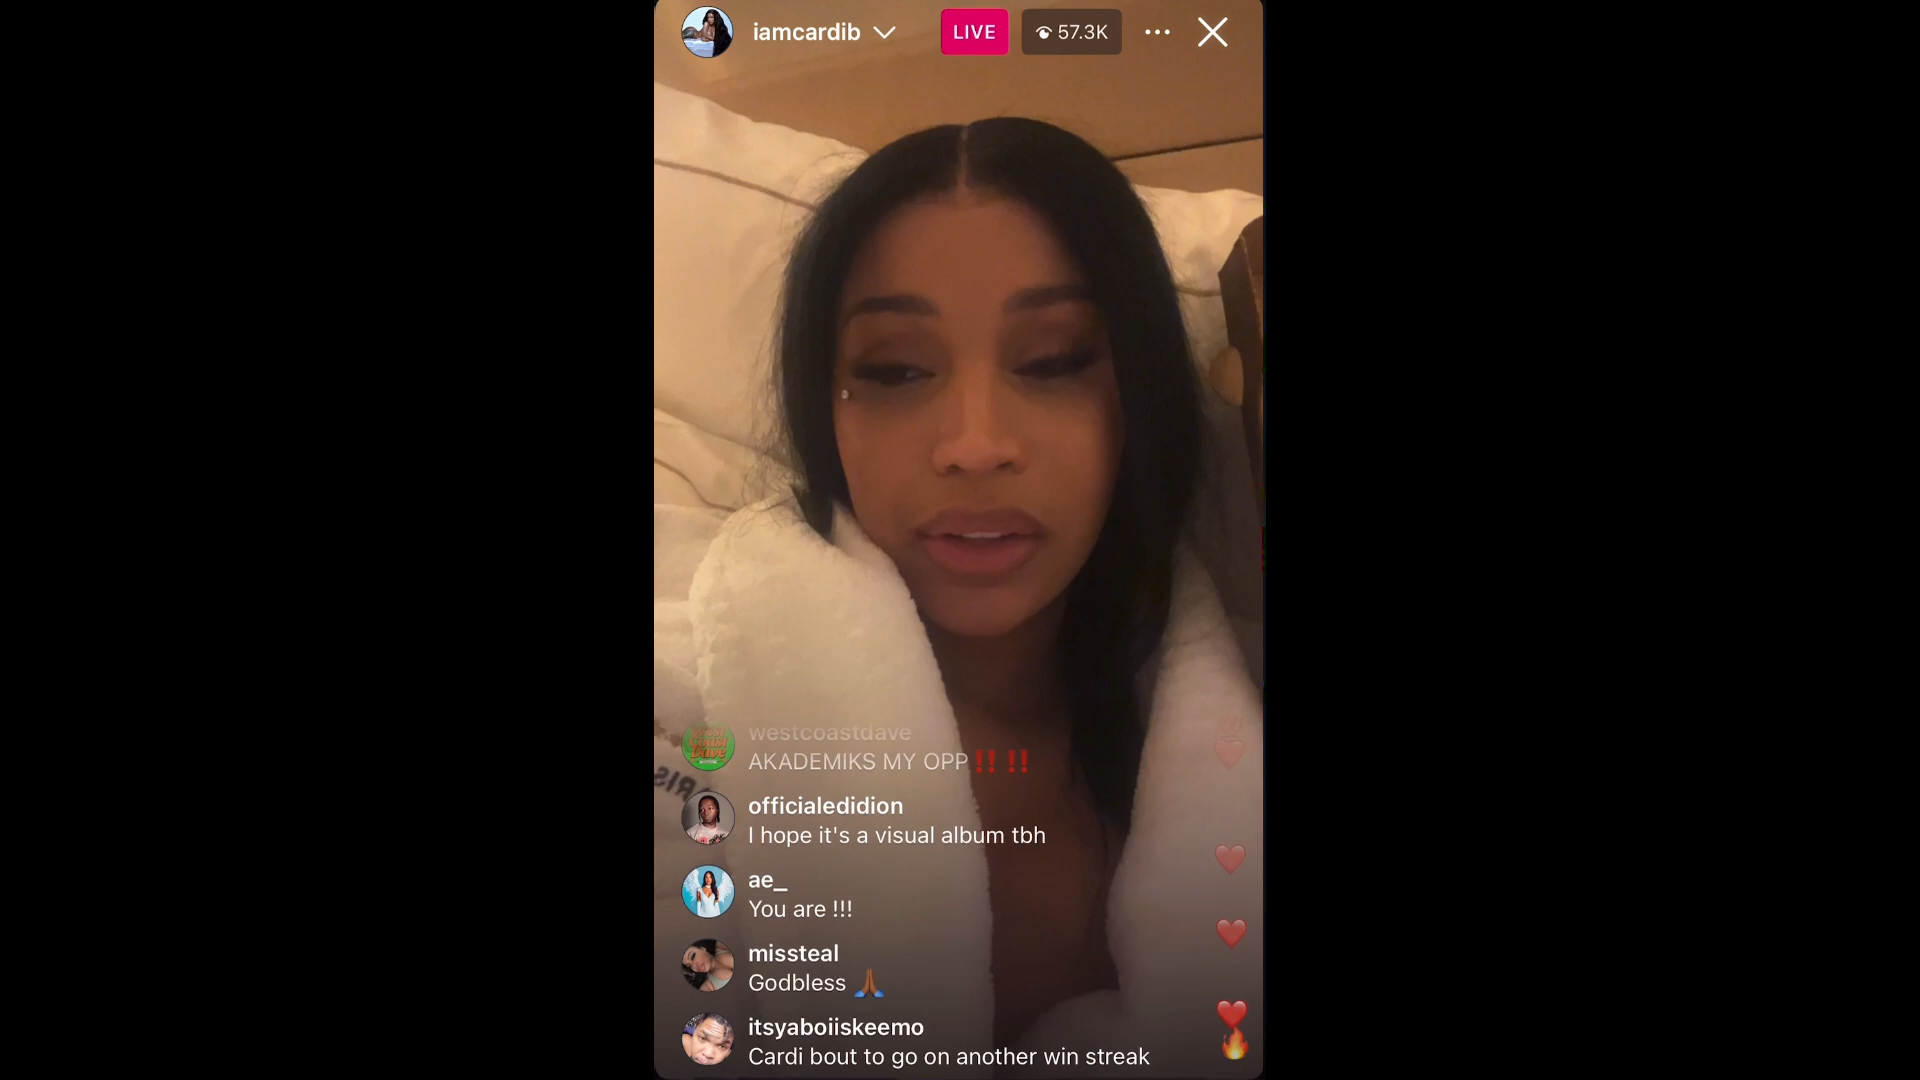 iamcardib
LIVE
57.3K
westcoastdave
AKADEMIKS MY OPP‼️ ‼️
officialedidion
I hope it's a visual album tbh
ae_
You are !!!
missteal
Godbless 🙏🏾
itsyaboiiskeemo
Cardi bout to go on another win streak